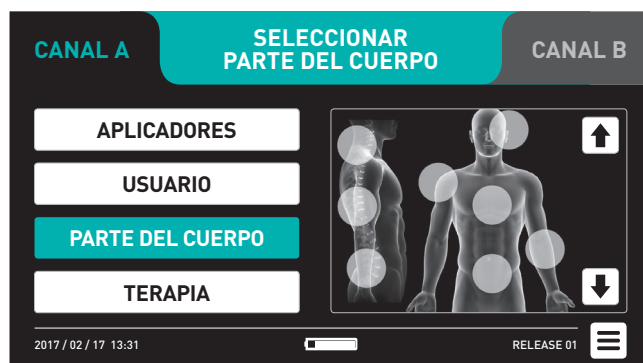 CANAL A
SELECCIONAR
PARTE DEL CUERPO
CANAL B
APLICADORES
USUARIO
PARTE DEL CUERPO
TERAPIA
2017 / 02 / 17 13:31
RELEASE 01